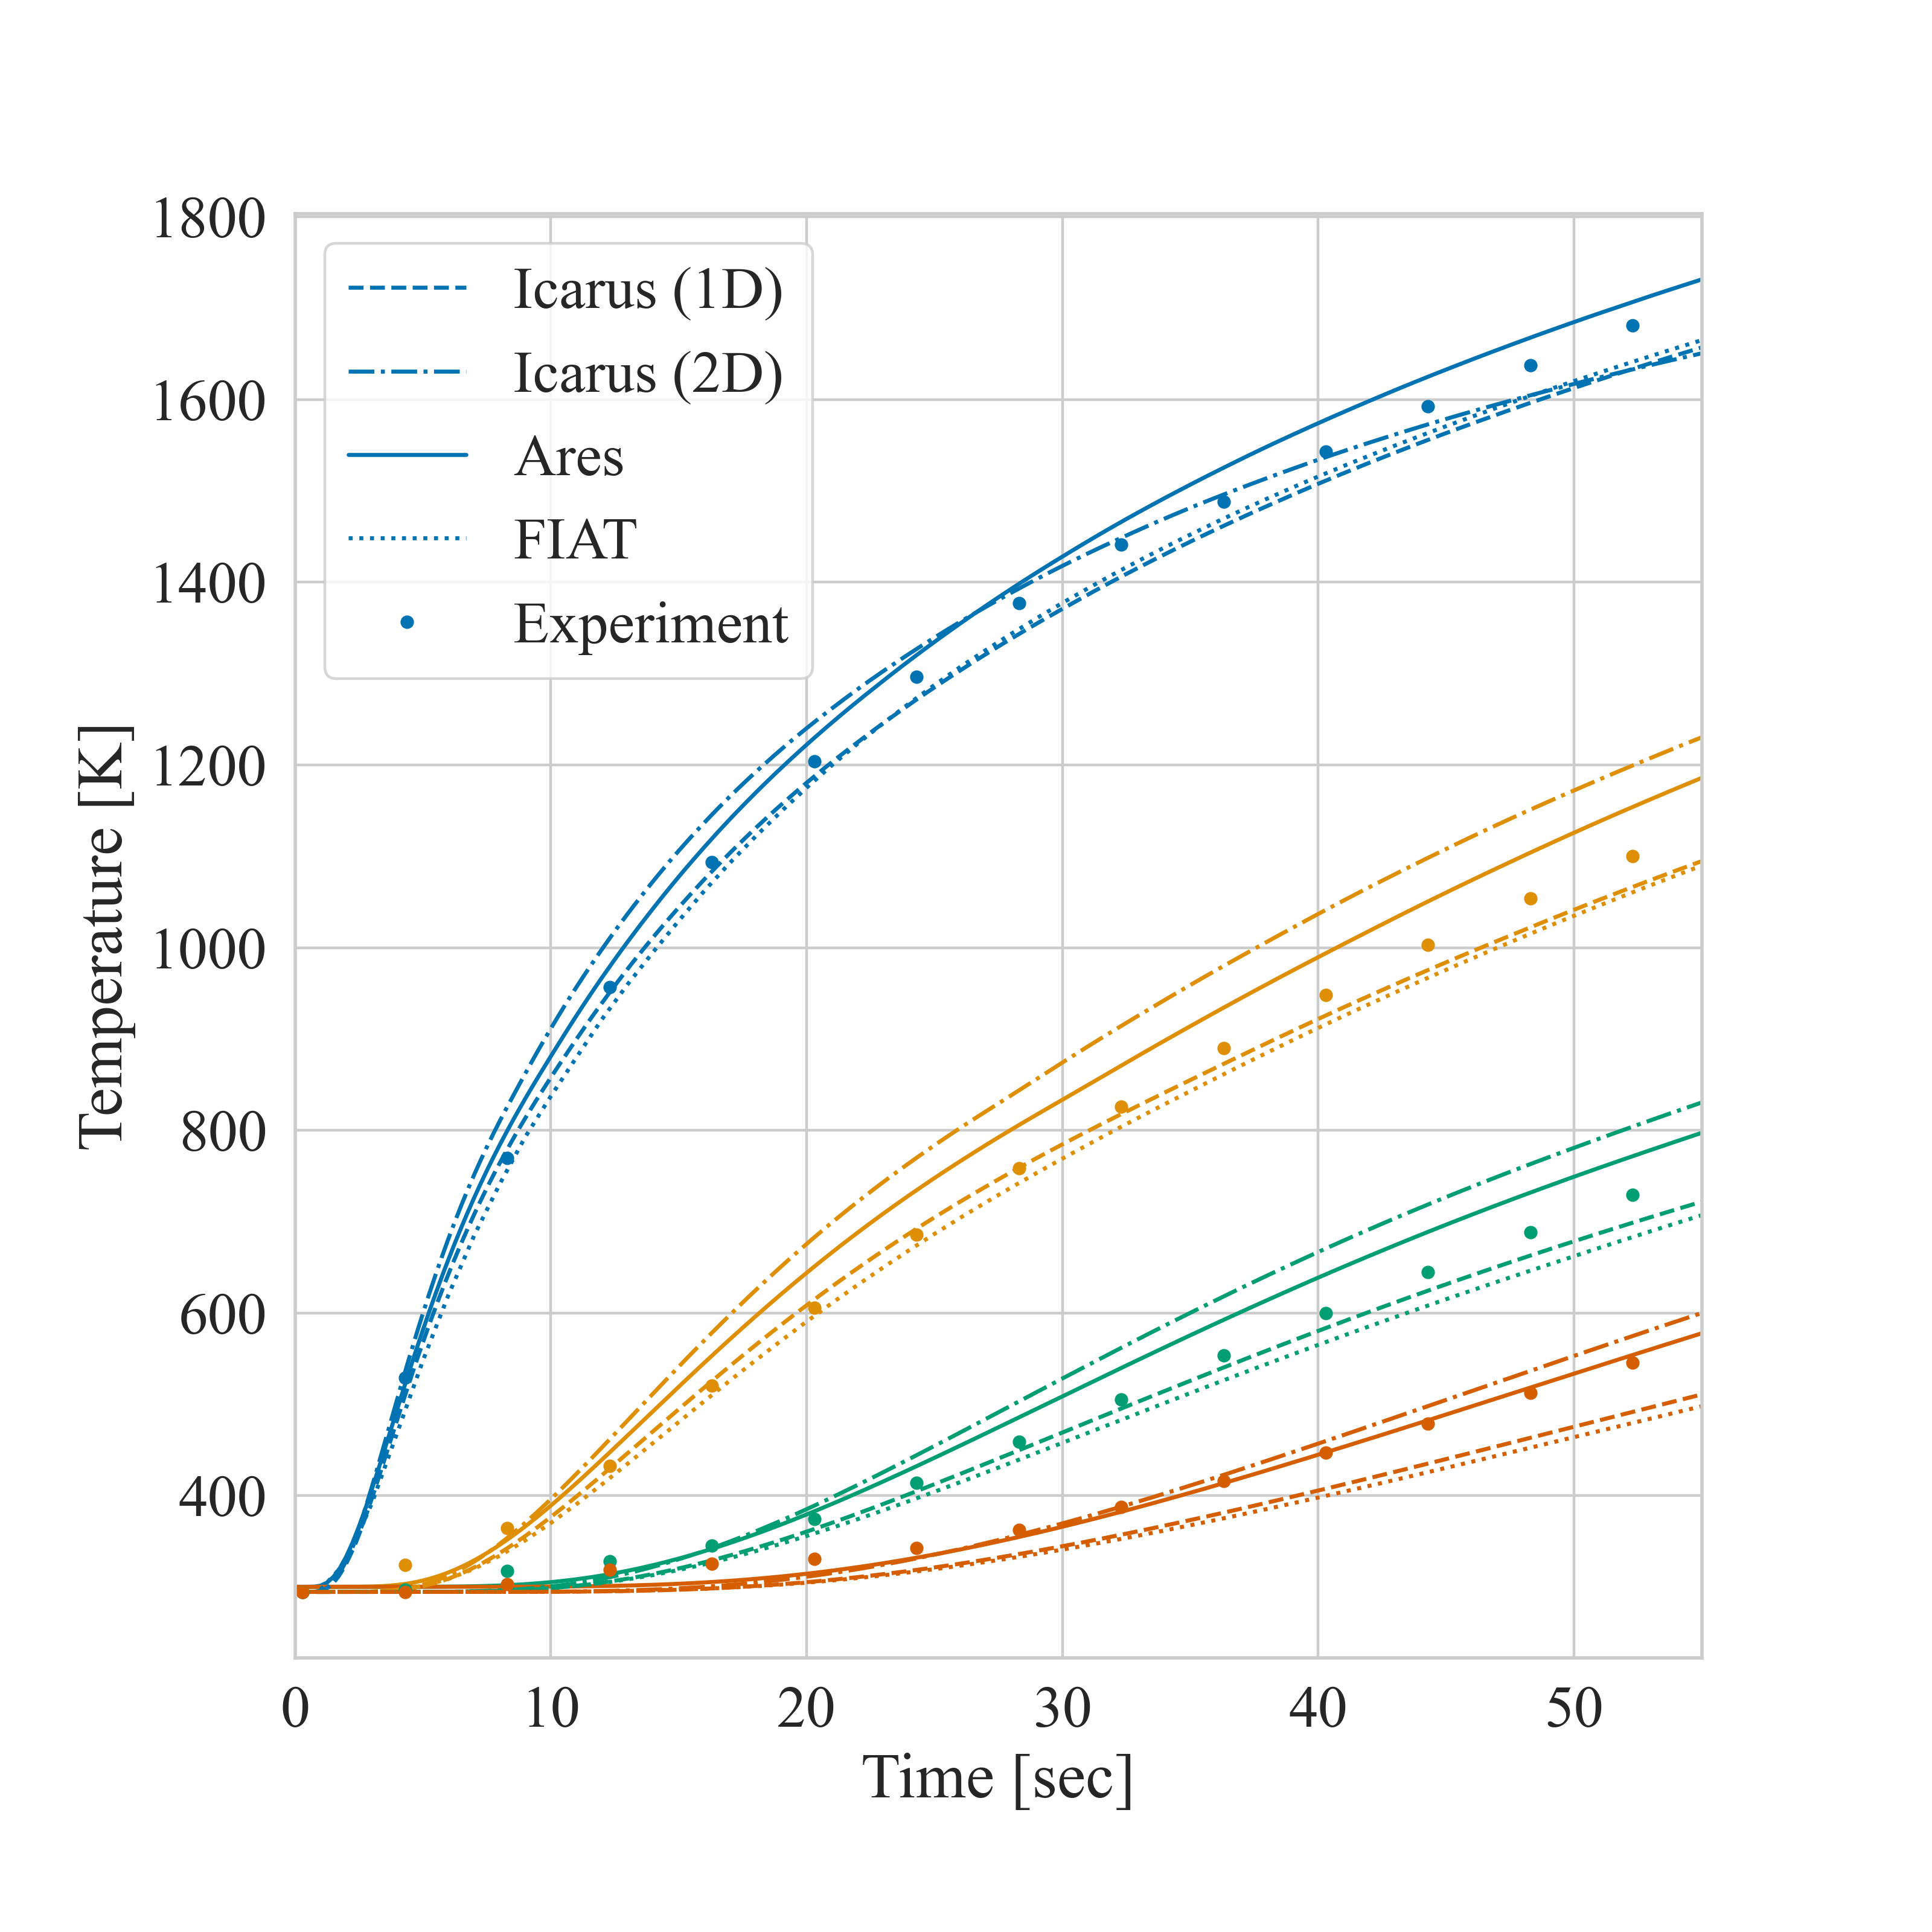 1800
1600
1400
1200
1000
800
600
400
Temperature [K]
Icarus (1D)
Icarus (2D)
Ares
FIAT
Experiment
0 10 20 30 40 50
Time [sec]